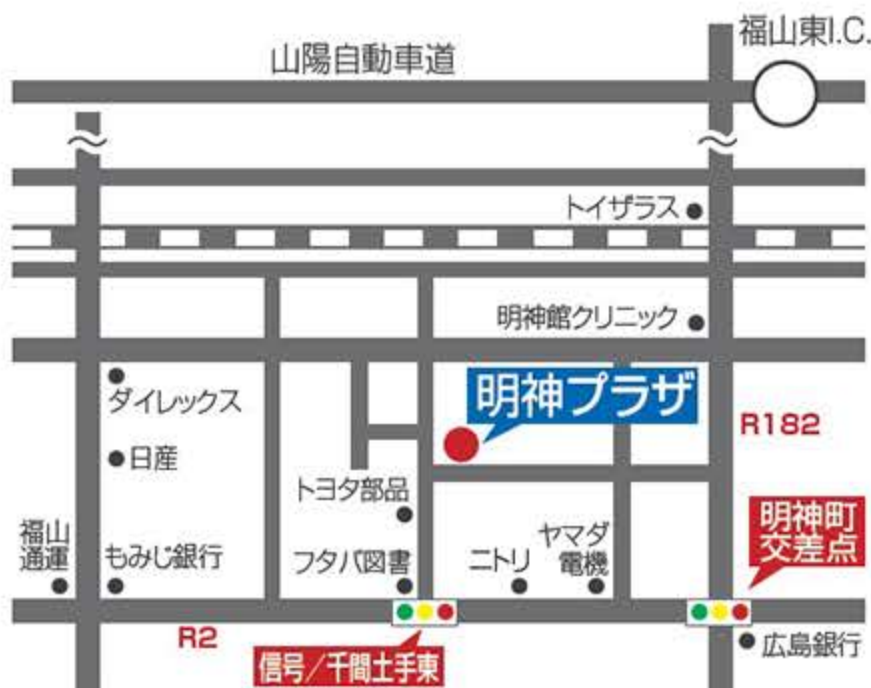 福山東I.C.
山陽自動車道
トイザラス
明神館クリニック
明神プラザ
ダイレックス
R182
日産
トヨタ部品
明神町
交差点
福山
通運
もみじ銀行
フタバ図書
ニトリ
ヤマダ
電機
R2
信号/千間土手東
広島銀行